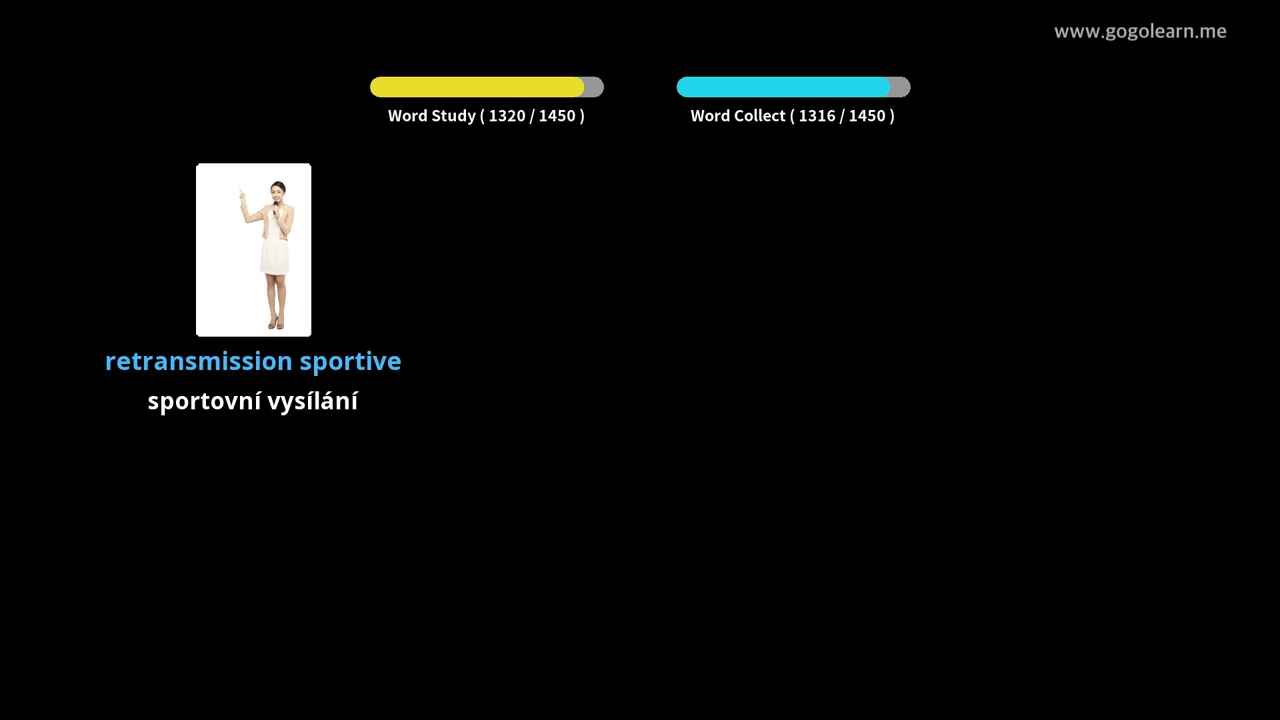 www.gogolearn.me
Word Study ( 1320 / 1450 )
Word Collect ( 1316 / 1450 )
retransmission sportive
sportovní vysílání